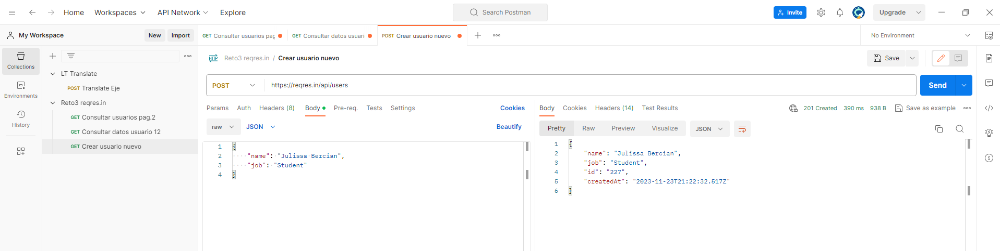 Home Workspaces API Network Explore Search Postman Invite Upgrade
My Workspace New Import GET Consultar usuarios pag GET Consultar datos usuari POST Crear usuario nuevo No Environment
Collections
Environments
History
LT Translate
POST Translate Eje
Reto3 reqres.in
GET Consultar usuarios pag.2
GET Consultar datos usuario 12
GET Crear usuario nuevo
HTTP Reto3 reqres.in / Crear usuario nuevo Save
POST https://reqres.in/api/users Send
Params Auth Headers (8) Body Pre-req. Tests Settings Cookies
raw JSON Beautify
1 {
2 "name": "Julissa Bercian",
3 "job": "Student"
4 }
Body Cookies Headers (14) Test Results 201 Created 390 ms 938 B Save as example
Pretty Raw Preview Visualize JSON
1 {
2 "name": "Julissa Bercian",
3 "job": "Student",
4 "id": "227",
5 "createdAt": "2023-11-23T21:22:32.517Z"
6 }